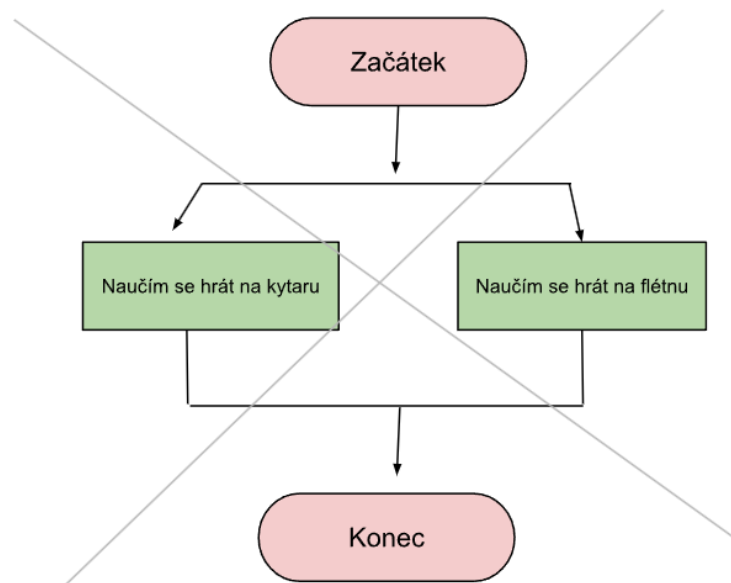 Začátek
Naučím se hrát na kytaru
Naučím se hrát na flétnu
Konec